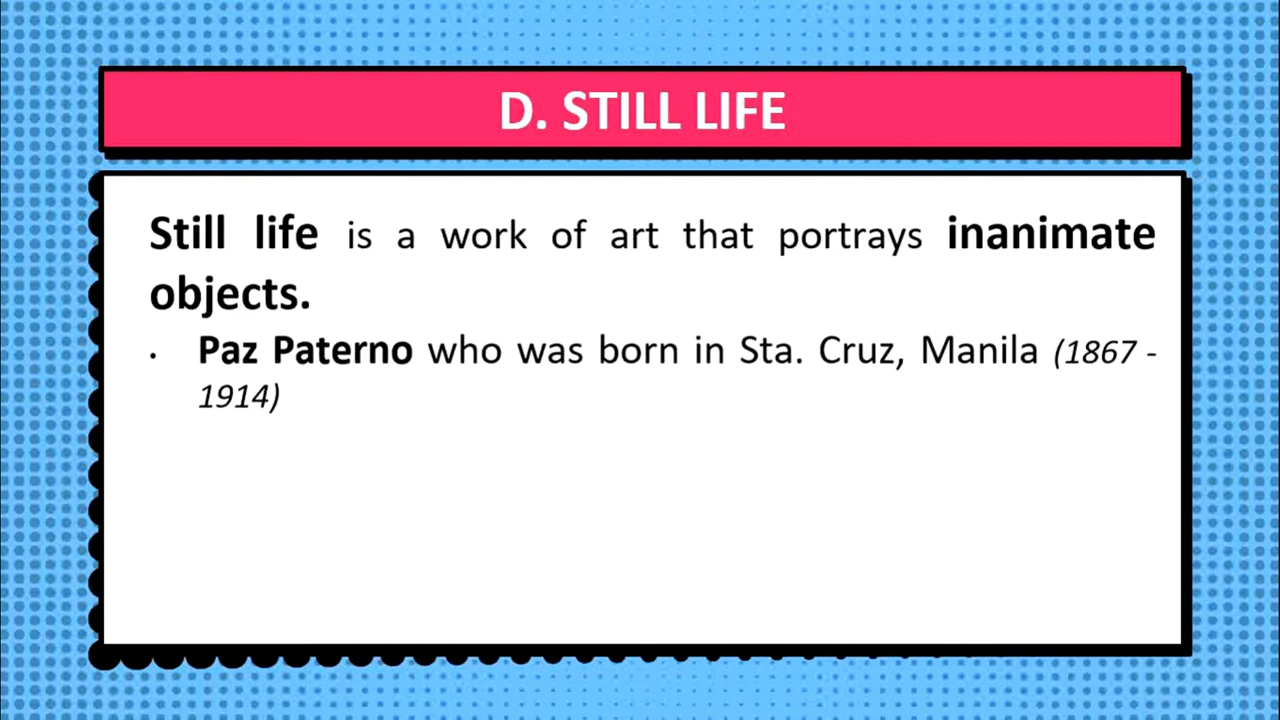 D. STILL LIFE
Still life is a work of art that portrays inanimate
objects.
• Paz Paterno who was born in Sta. Cruz, Manila (1867 -
1914)